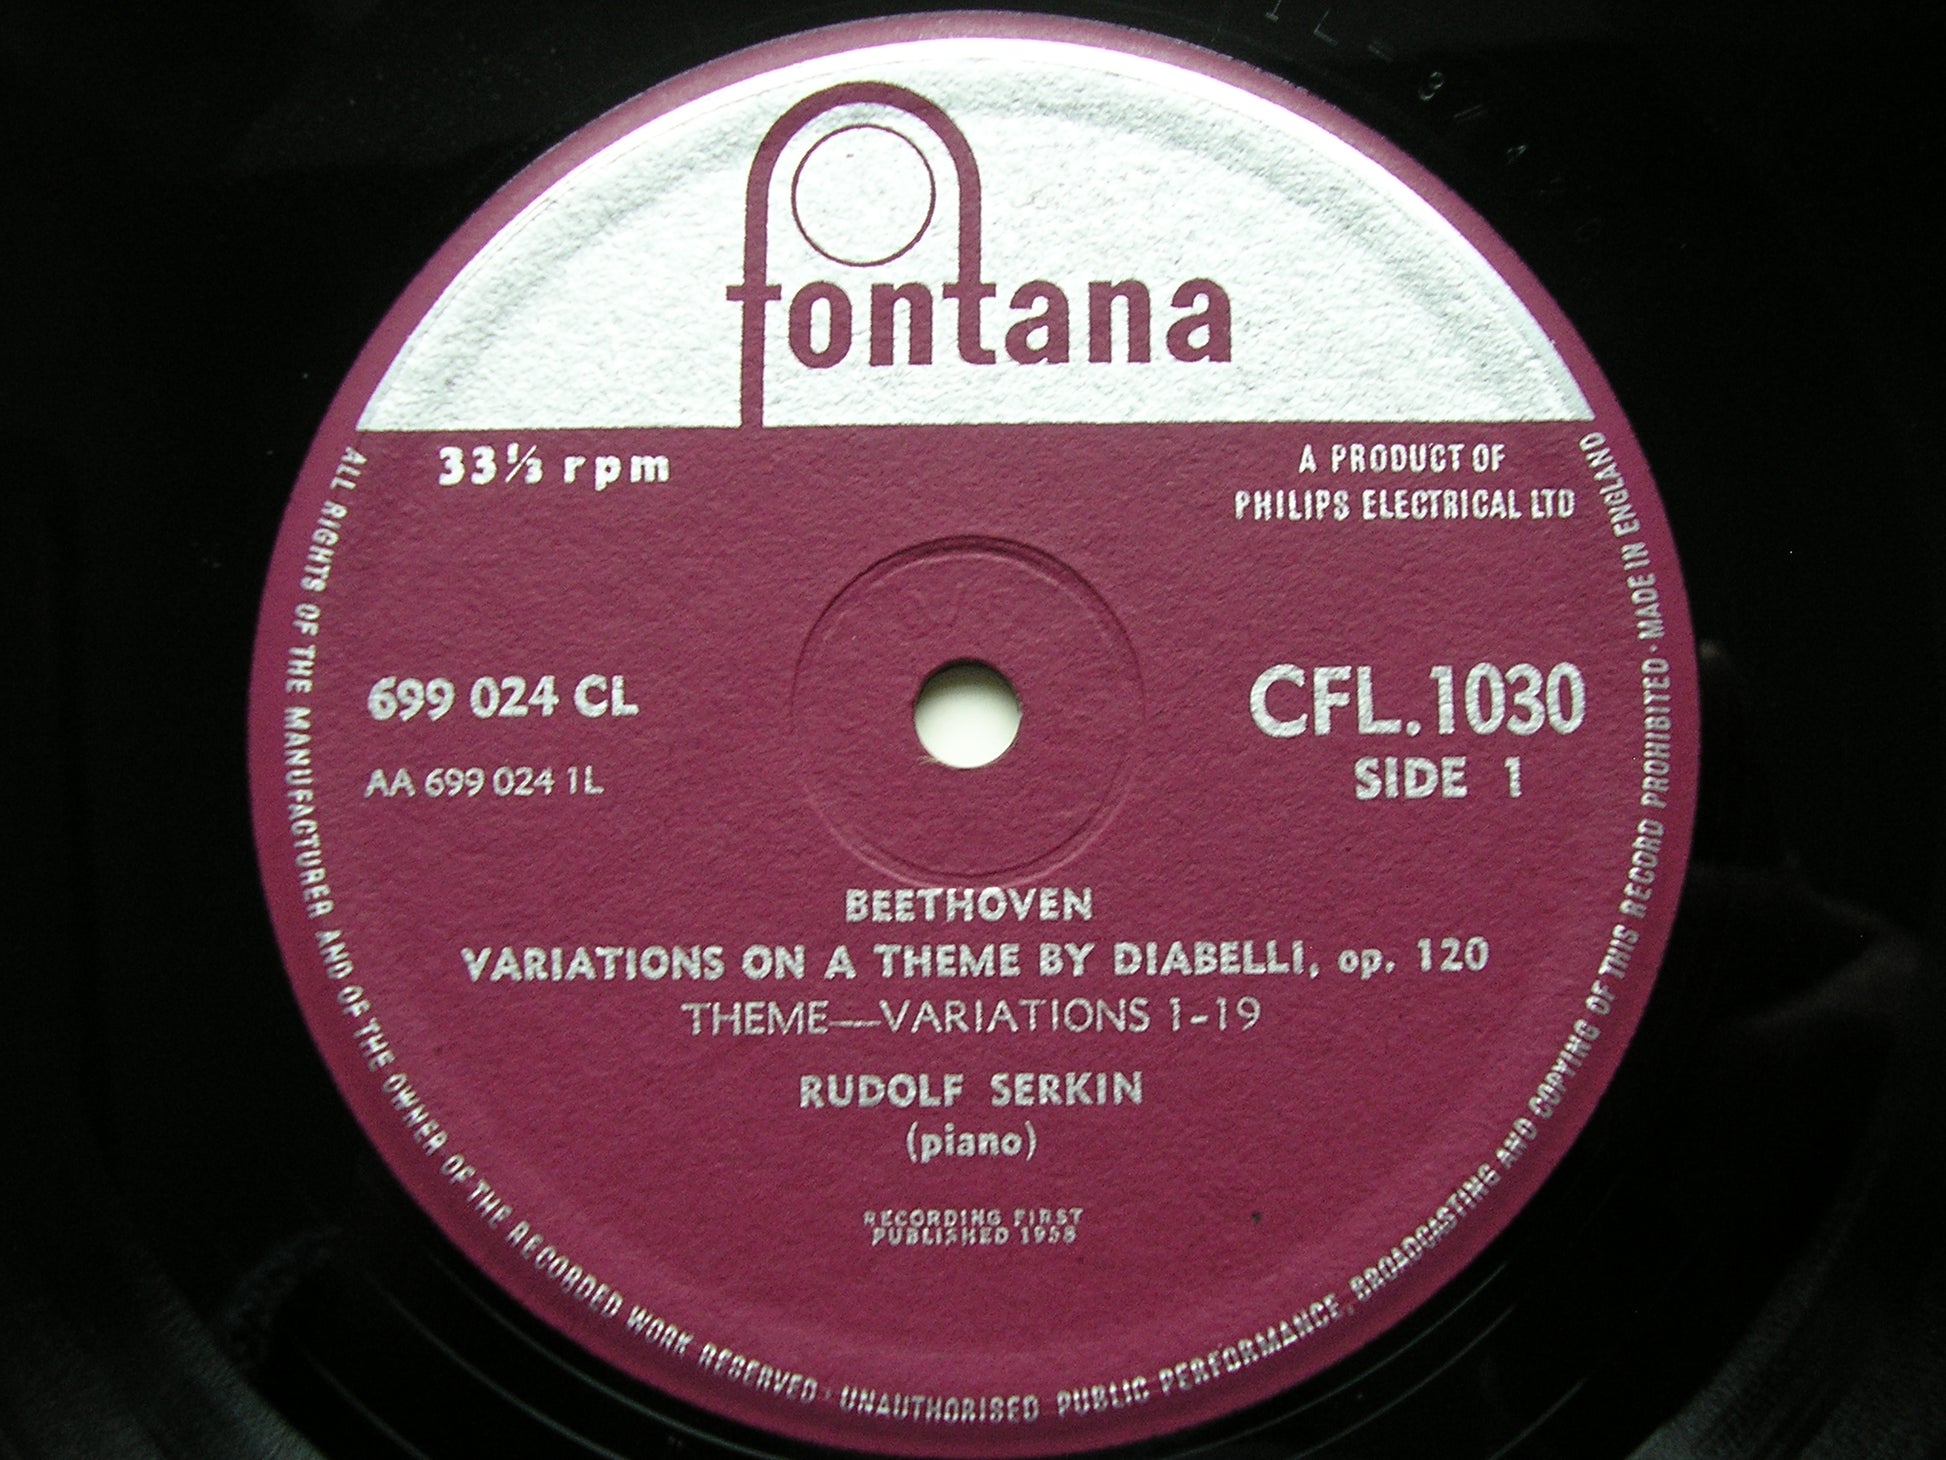 fontana
33⅓ rpm
A PRODUCT OF
PHILIPS ELECTRICAL LTD
699 024 CL
AA 699 024 1L
CFL.1030
SIDE 1
BEETHOVEN
VARIATIONS ON A THEME BY DIABELLI, op. 120
THEME—VARIATIONS 1-19
RUDOLF SERKIN
(piano)
RECORDING FIRST
PUBLISHED 1958
ALL RIGHTS OF THE MANUFACTURER AND OF THE OWNER OF THE RECORDED WORK RESERVED · UNAUTHORISED PUBLIC PERFORMANCE, BROADCASTING AND COPYING OF THIS RECORD PROHIBITED · MADE IN ENGLAND